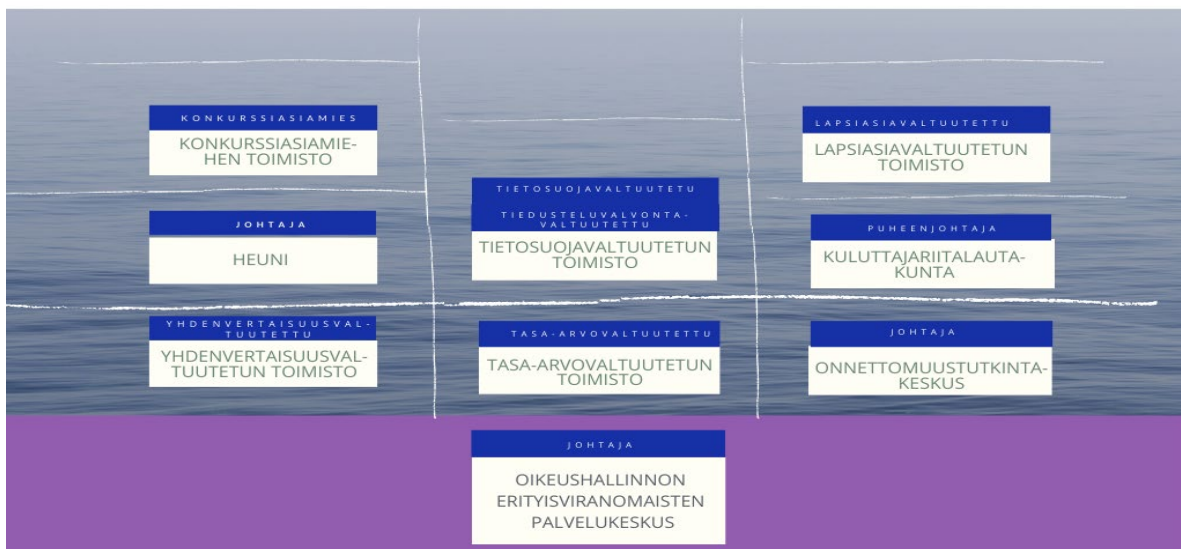 KONKURSSIASIAMIES
KONKURSSIASIAMIE-
HEN TOIMISTO
JOHTAJA
HEUNI
YHDENVERTAISUUSVAL-
TUUTETTU
YHDENVERTAISUUSVAL-
TUUTETUN TOIMISTO
TIETOSUOJAVALTUUTETU
TIEDUSTELUVALVONTA-
VALTUUTETTU
TIETOSUOJAVALTUUTETUN
TOIMISTO
TASA-ARVOVALTUUTETTU
TASA-ARVOVALTUUTETUN
TOIMISTO
LAPSIASIAVALTUUTETTU
LAPSIASIAVALTUUTETUN
TOIMISTO
PUHEENJOHTAJA
KULUTTAJARIITALAUTA-
KUNTA
JOHTAJA
ONNETTOMUUSTUTKINTA-
KESKUS
JOHTAJA
OIKEUSHALLINNON
ERITYISVIRANOMAISTEN
PALVELUKESKUS